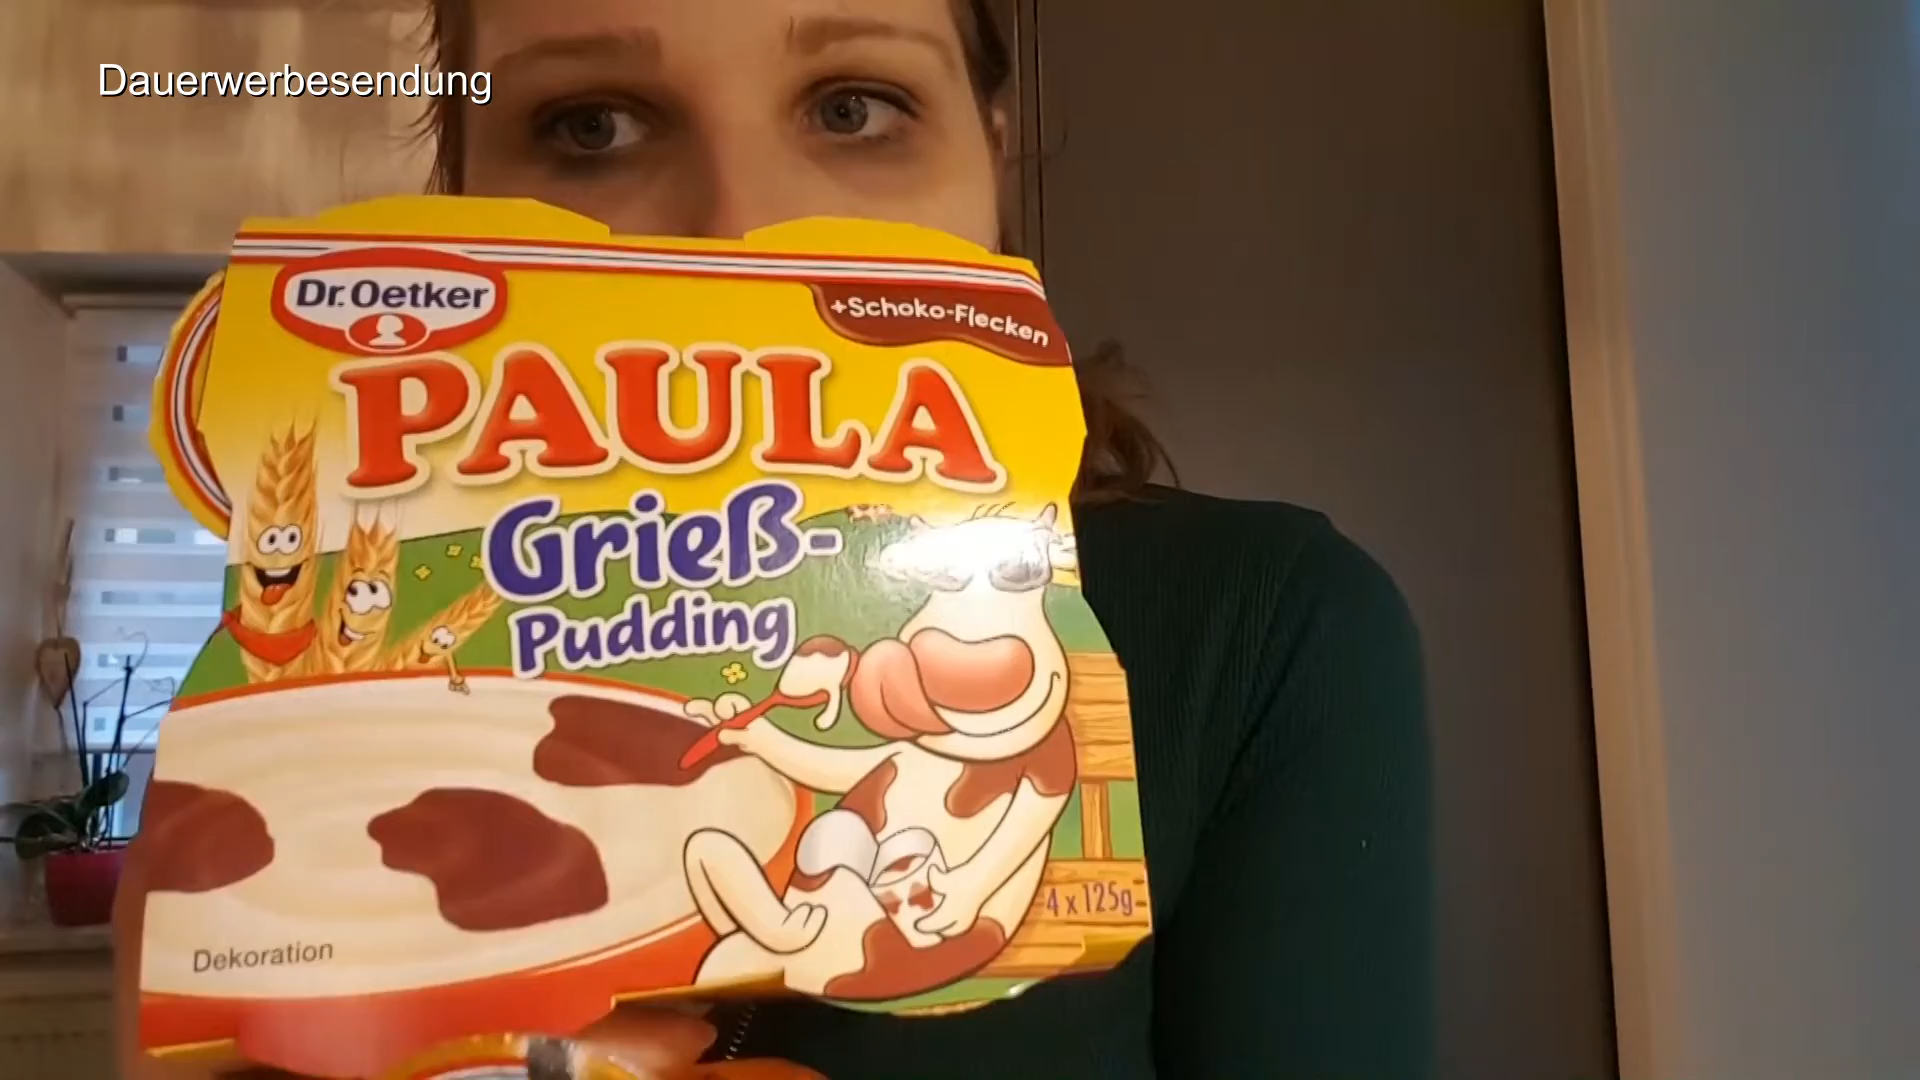 Dauerwerbesendung
Dr. Oetker
+Schoko-Flecken
PAULA
Grieß-
Pudding
4 x 125g
Dekoration